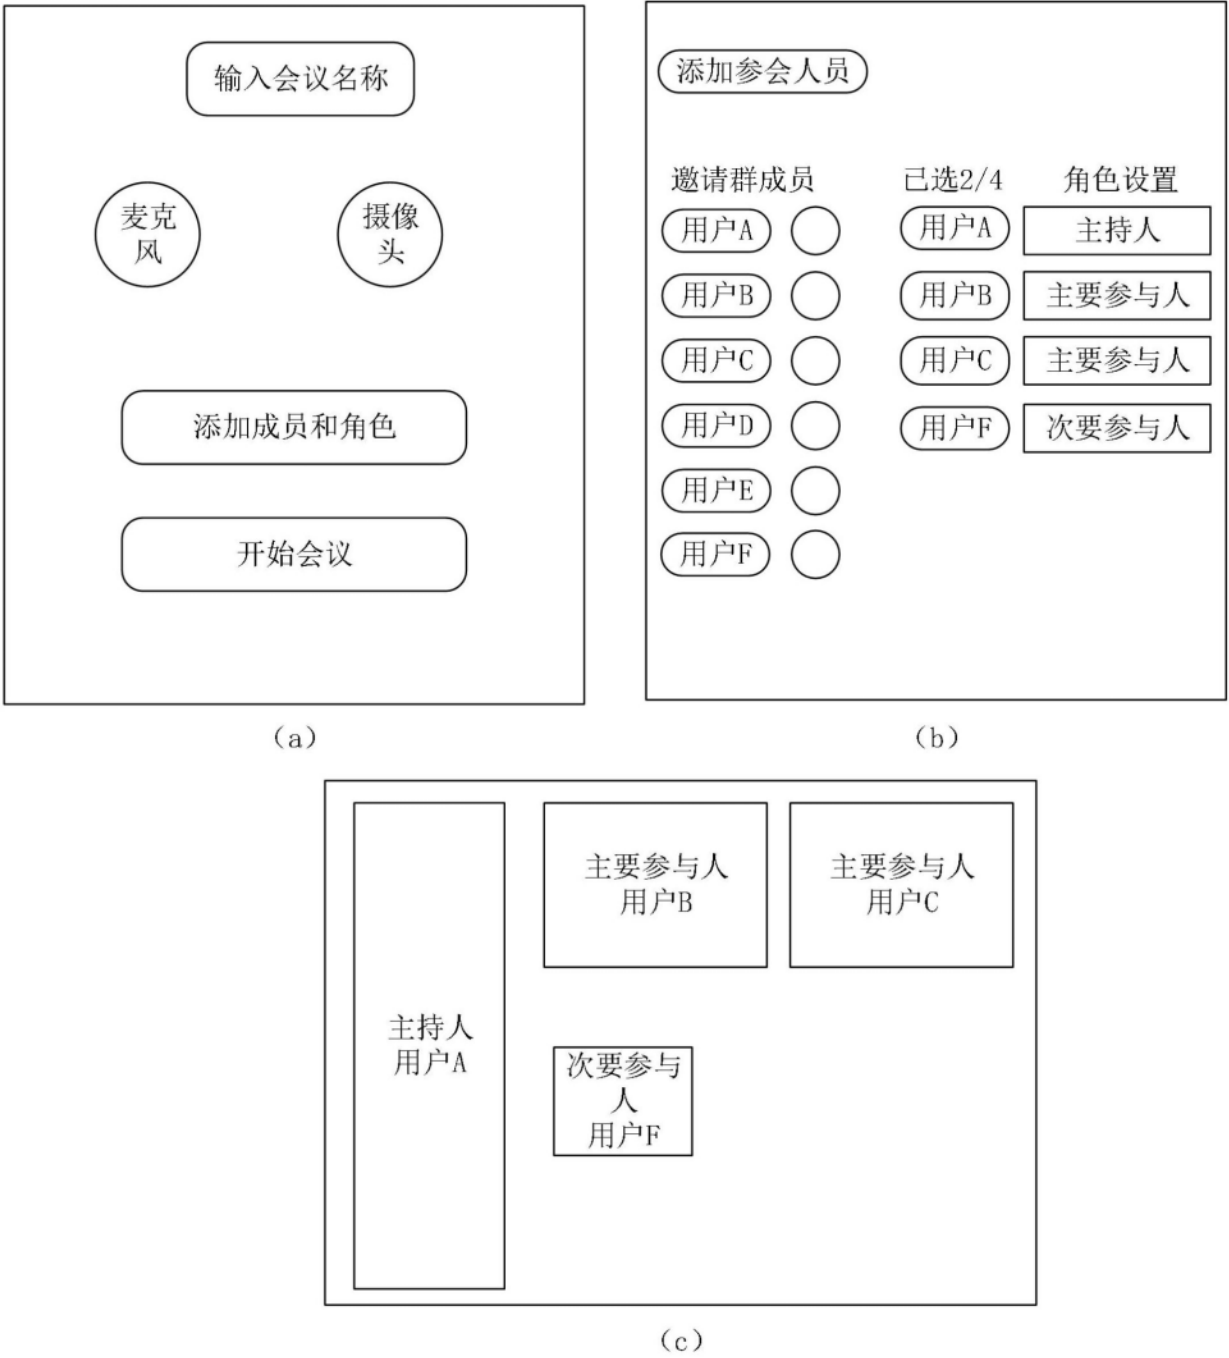 输入会议名称
麦克
风
摄像
头
添加成员和角色
开始会议
(a)
添加参会人员
邀请群成员 已选2/4 角色设置
用户A 用户A 主持人
用户B 用户B 主要参与人
用户C 用户C 主要参与人
用户D 用户F 次要参与人
用户E
用户F
(b)
主持人
用户A
主要参与人
用户B
主要参与人
用户C
次要参与
人
用户F
(c)